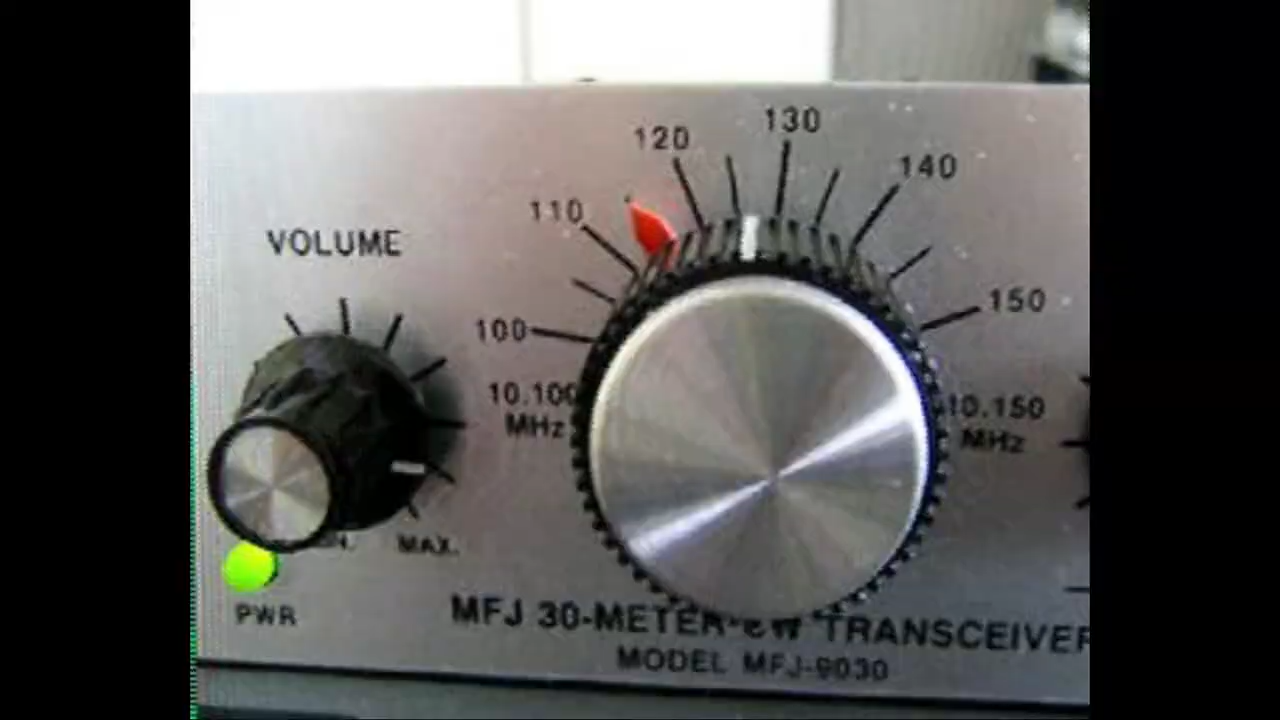 130
120
140
110
VOLUME
150
100
10.100
MHz
10.150
MHz
MAX.
PWR
MFJ 30-METER CW TRANSCEIVER
MODEL MFJ-9030